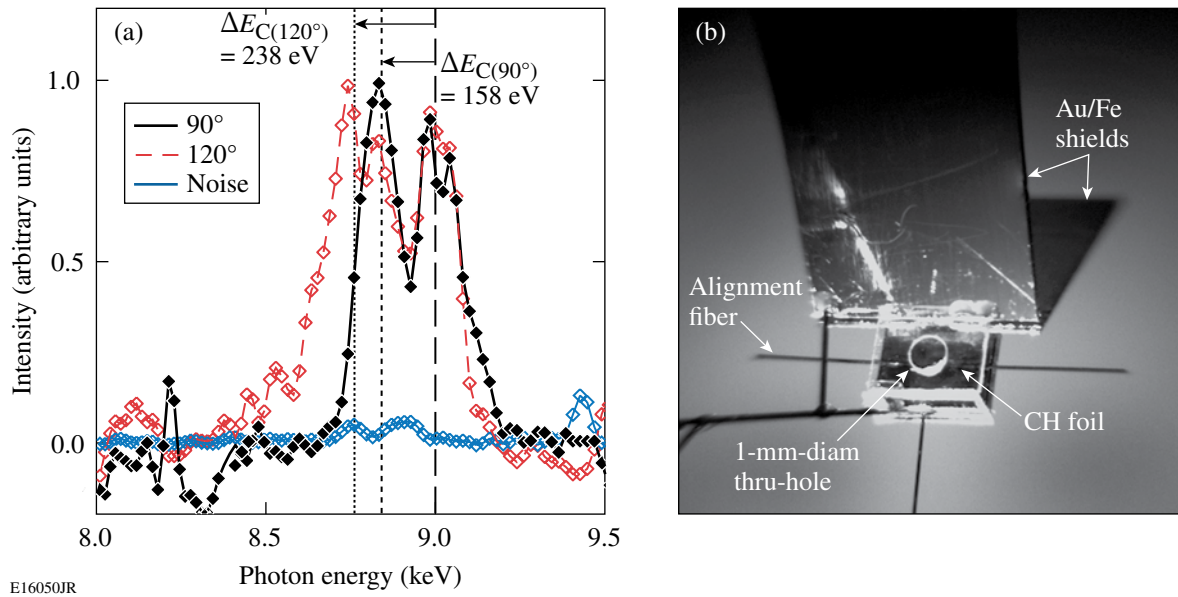 (a)
ΔE_C(120°)
= 238 eV
ΔE_C(90°)
= 158 eV
90°
120°
Noise
Intensity (arbitrary units)
1.0
0.5
0.0
8.0 8.5 9.0 9.5
Photon energy (keV)
E16050JR
(b)
Au/Fe
shields
Alignment
fiber
CH foil
1-mm-diam
thru-hole